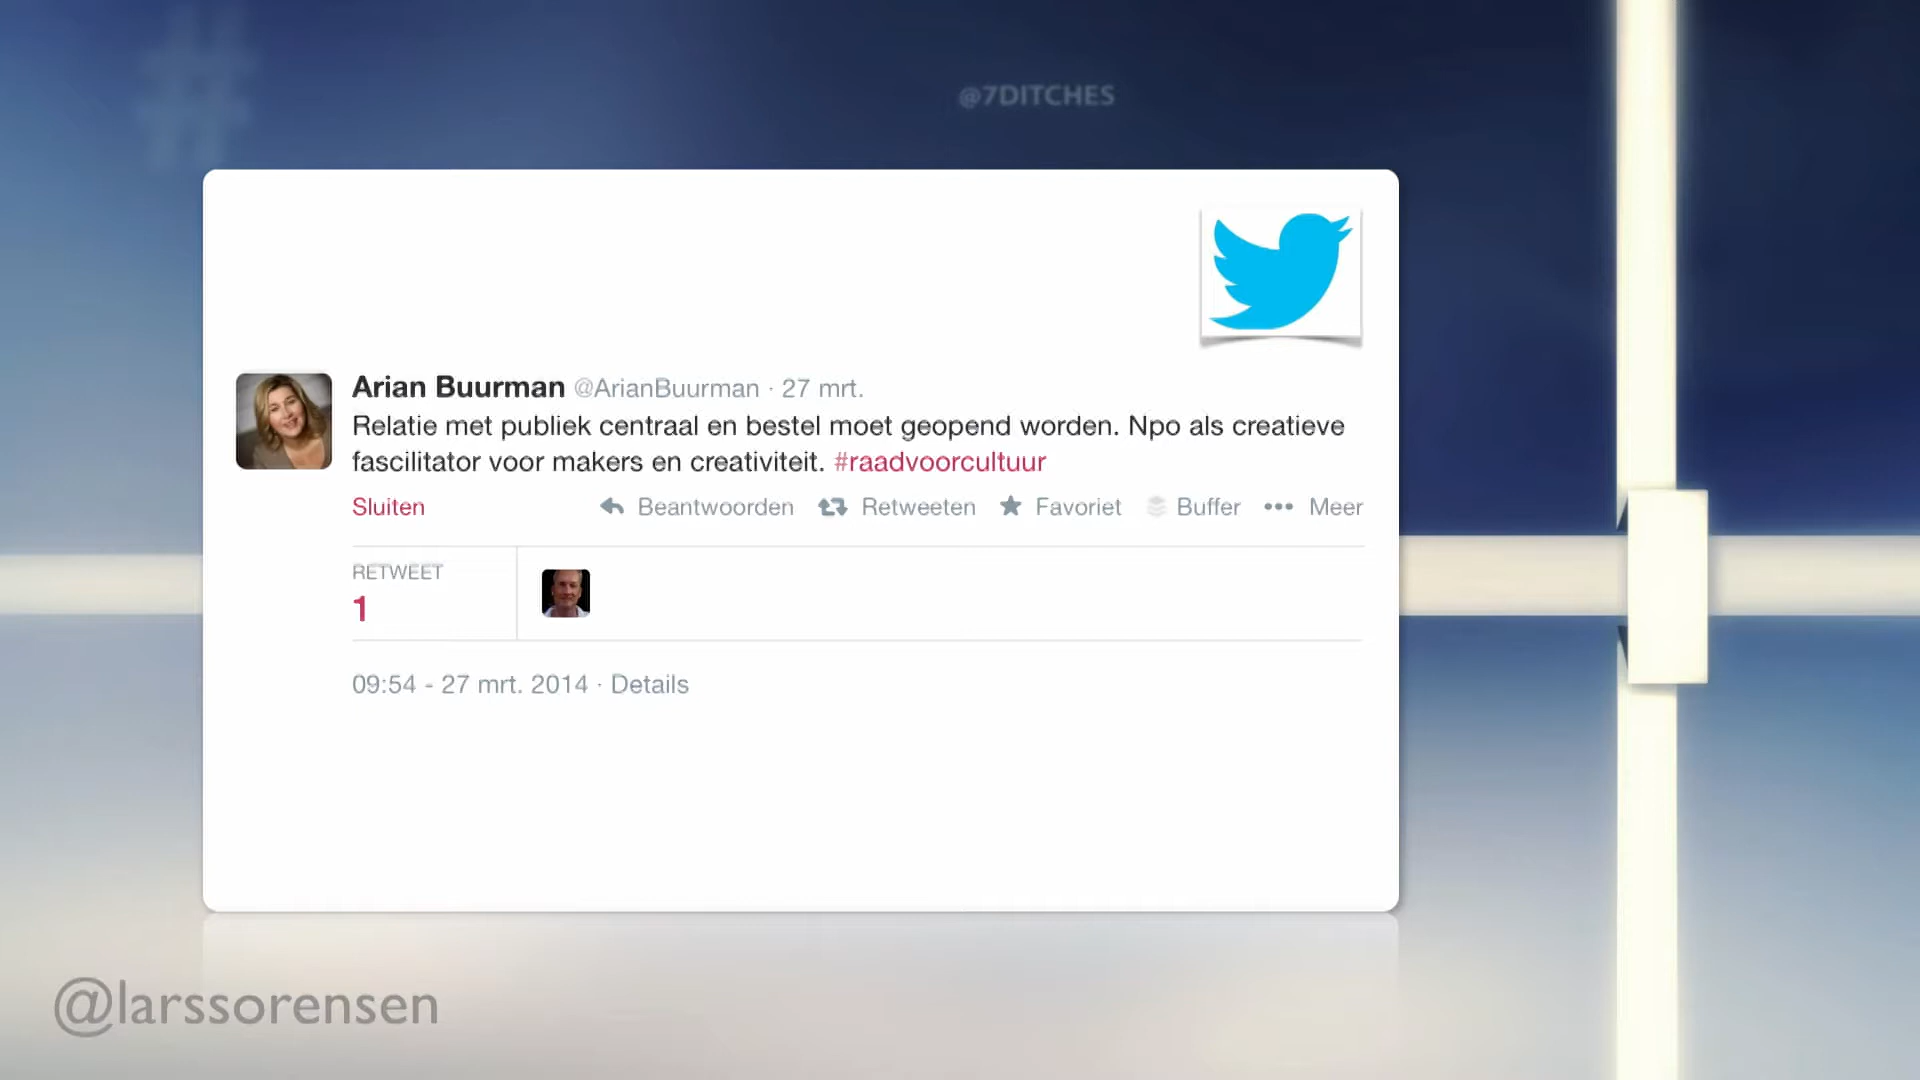 #
@7DITCHES
Arian Buurman @ArianBuurman · 27 mrt.
Relatie met publiek centraal en bestel moet geopend worden. Npo als creatieve
fascilitator voor makers en creativiteit. #raadvoorcultuur
Sluiten Beantwoorden Retweeten Favoriet Buffer ••• Meer
RETWEET
1
09:54 - 27 mrt. 2014 · Details
@larssorensen